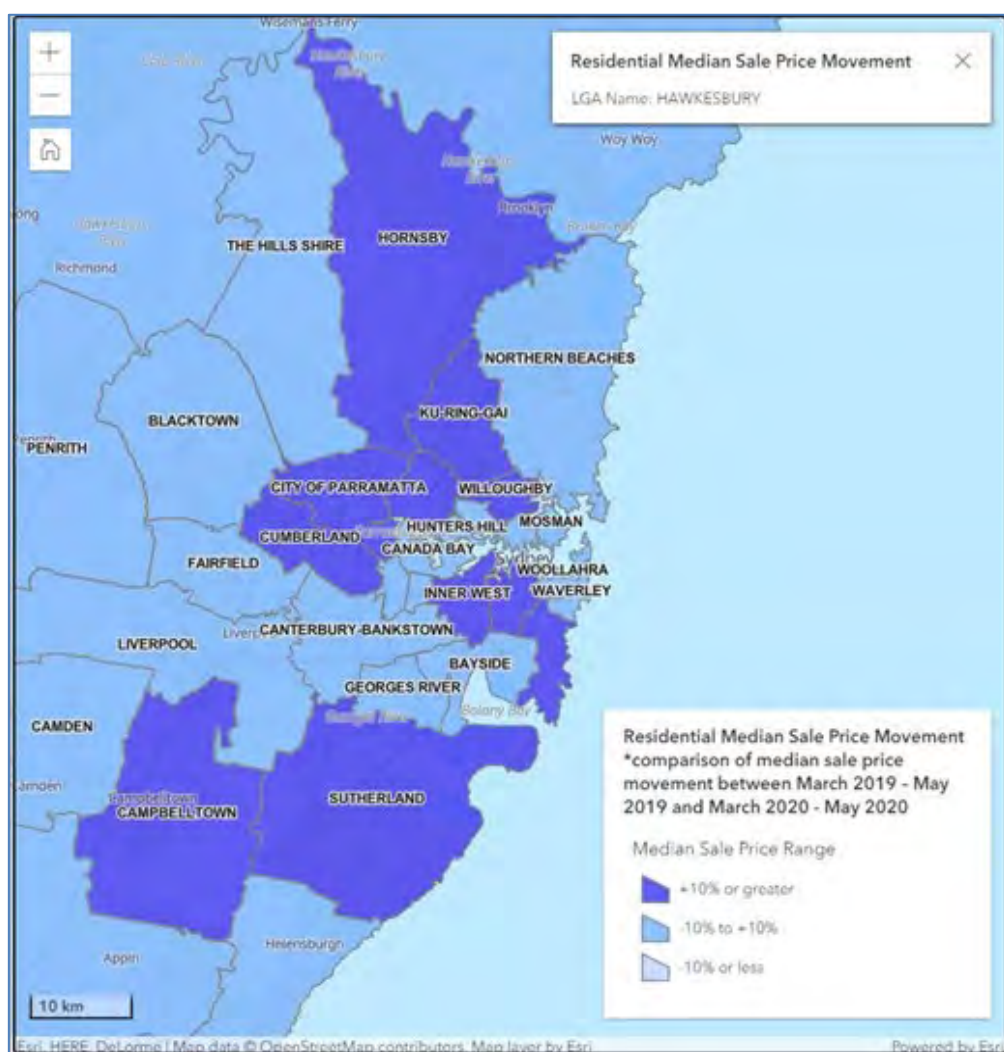 Wisemans Ferry
Residential Median Sale Price Movement
LGA Name: HAWKESBURY
Woy Woy
Hawkesbury
River
Brooklyn
Broken Bay
HORNSBY
THE HILLS SHIRE
Richmond
NORTHERN BEACHES
KU-RING-GAI
BLACKTOWN
PENRITH
CITY OF PARRAMATTA
WILLOUGHBY
HUNTERS HILL
MOSMAN
CUMBERLAND
CANADA BAY
FAIRFIELD
Sydney
WOOLLAHRA
INNER WEST
WAVERLEY
CANTERBURY-BANKSTOWN
LIVERPOOL
BAYSIDE
GEORGES RIVER
Botany Bay
CAMDEN
Campbelltown
CAMPBELLTOWN
SUTHERLAND
Helensburgh
Appin
Residential Median Sale Price Movement
*comparison of median sale price
movement between March 2019 - May
2019 and March 2020 - May 2020
Median Sale Price Range
+10% or greater
-10% to +10%
-10% or less
10 km
Esri, HERE, DeLorme | Map data © OpenStreetMap contributors, Map layer by Esri
Powered by Esri